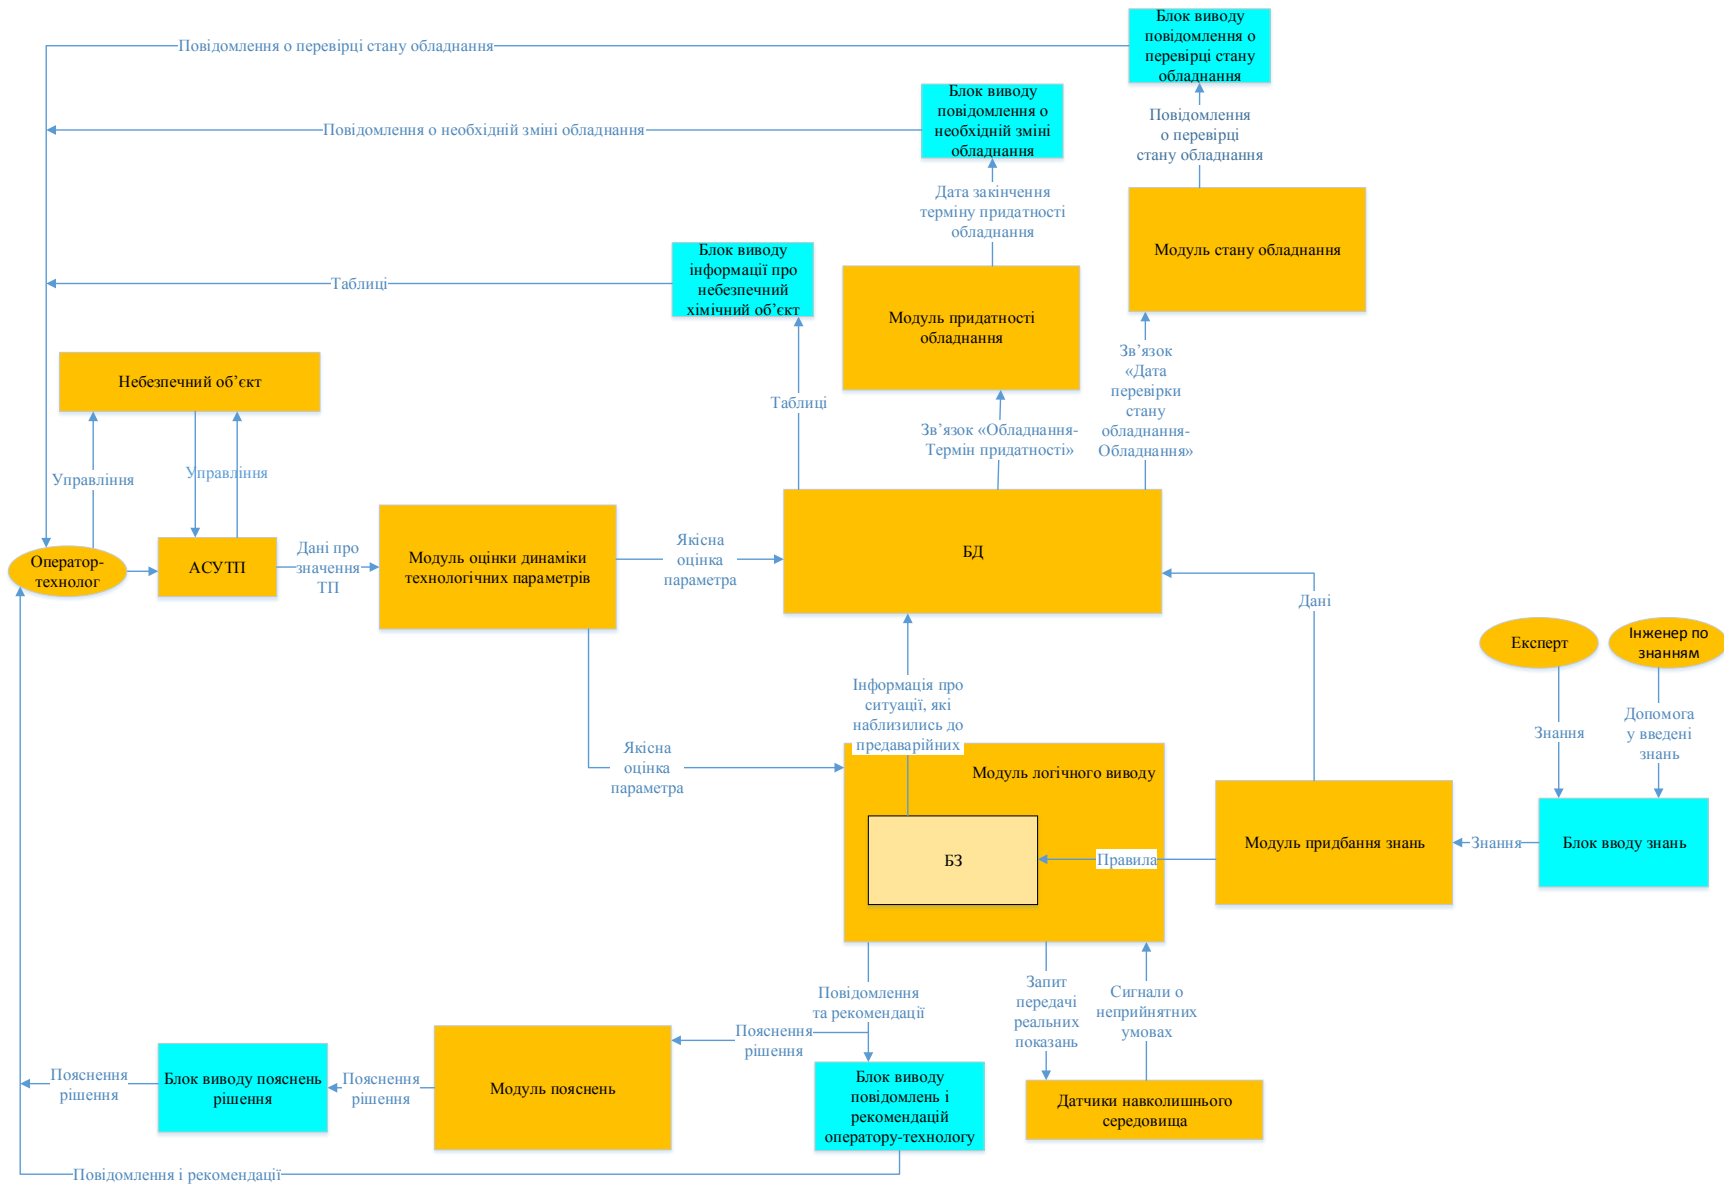 Блок виводу
повідомлення о
перевірці стану
обладнання
Повідомлення о перевірці стану обладнання
Блок виводу
повідомлення о
необхідній зміні
обладнання
Повідомлення
о перевірці
стану обладнання
Повідомлення о необхідній зміні обладнання
Дата закінчення
терміну придатності
обладнання
Модуль стану обладнання
Блок виводу
інформації про
небезпечний
хімічний об’єкт
Таблиці
Модуль придатності
обладнання
Зв’язок
«Дата
перевірки
стану
обладнання-
Обладнання»
Небезпечний об’єкт
Таблиці
Зв’язок «Обладнання-
Термін придатності»
Управління
Управління
Оператор-
технолог
АСУТП
Дані про
значення
ТП
Модуль оцінки динаміки
технологічних параметрів
Якісна
оцінка
параметра
БД
Дані
Експерт
Інженер по
знанням
Інформація про
ситуації, які
наблизились до
предаварійних
Знання
Допомога
у введені
знань
Якісна
оцінка
параметра
Модуль логічного виводу
БЗ
Правила
Модуль придбання знань
Знання
Блок вводу знань
Повідомлення
та рекомендації
Запит
передачі
реальних
показань
Сигнали о
неприйнятних
умовах
Пояснення
рішення
Пояснення
рішення
Блок виводу пояснень
рішення
Пояснення
рішення
Модуль пояснень
Блок виводу
повідомлень і
рекомендацій
оператору-технологу
Датчики навколишнього
середовища
Повідомлення і рекомендації